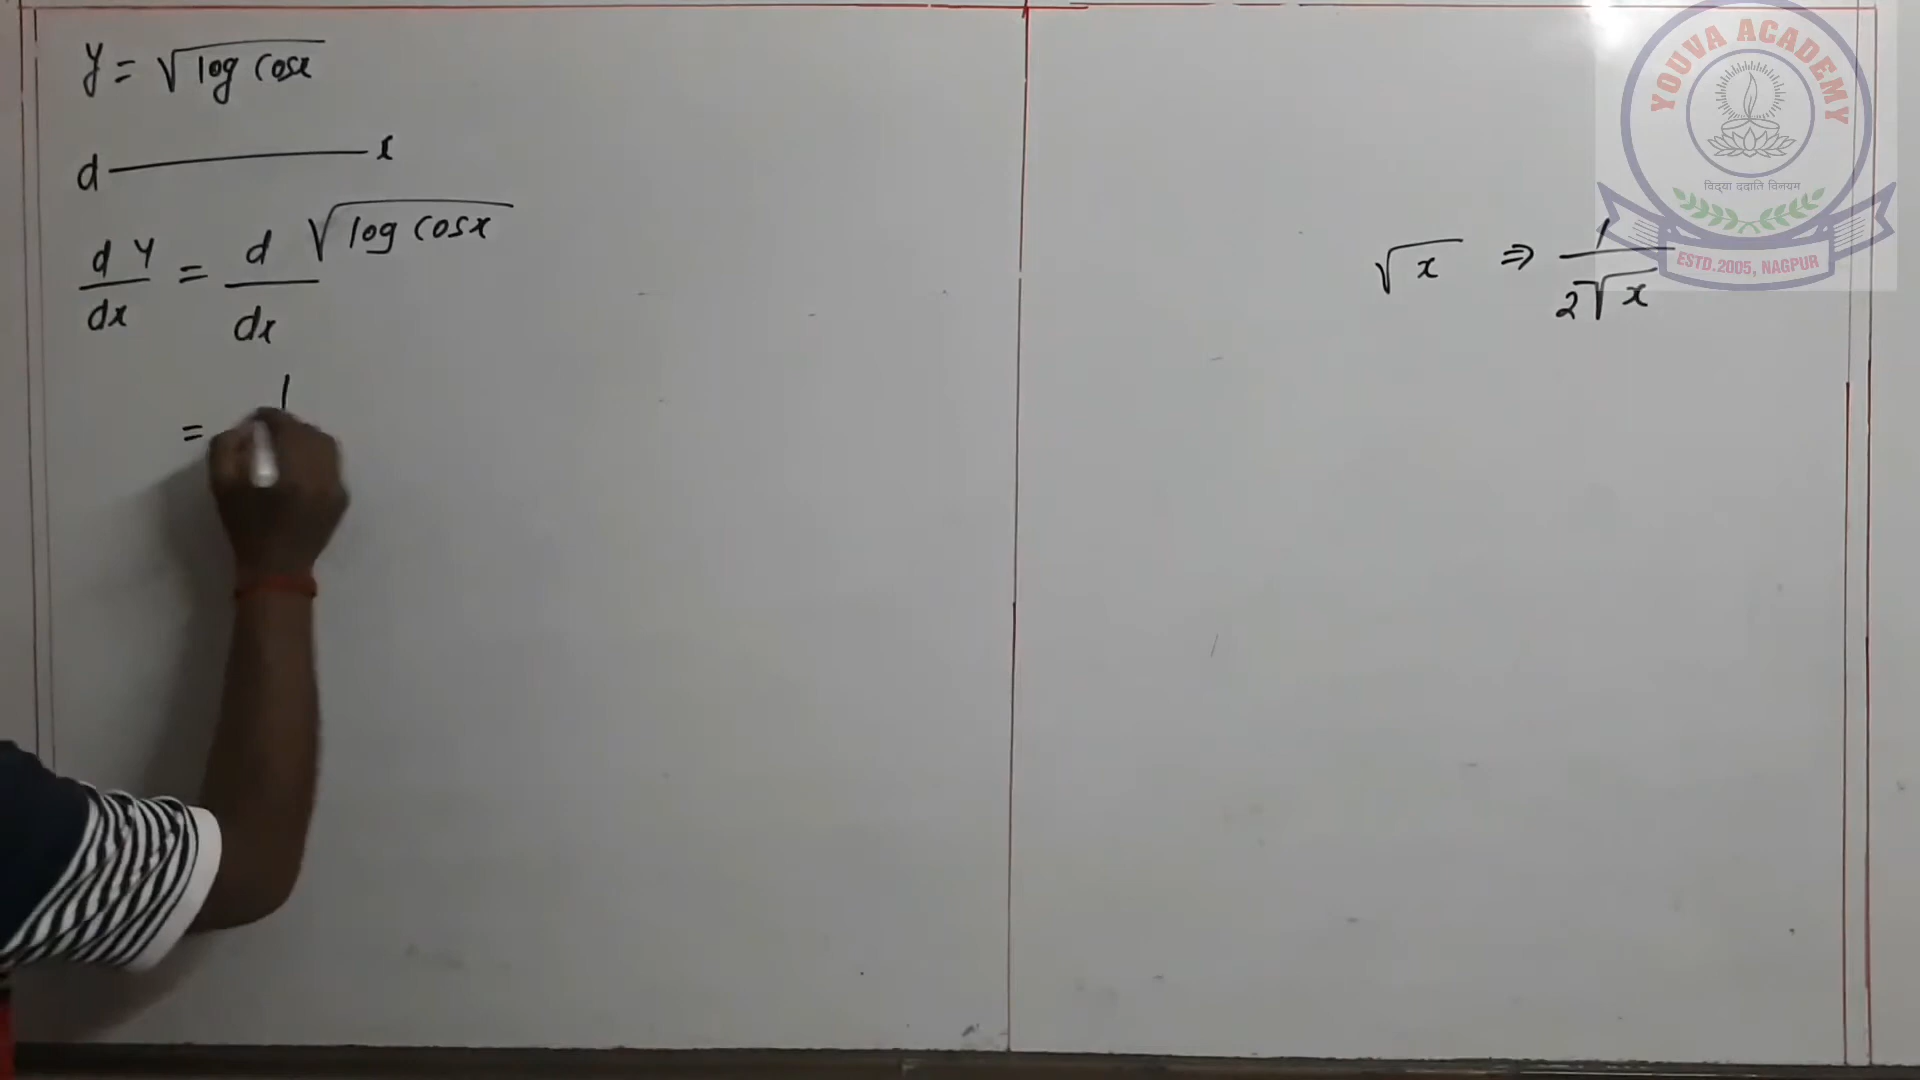 y = √log cosx
d ——— x
dy/dx = d/dx √log cosx
= 1
√x ⇒ 1/2√x
YOUVA ACADEMY
विद्या ददाति विनयम
ESTD.2005, NAGPUR